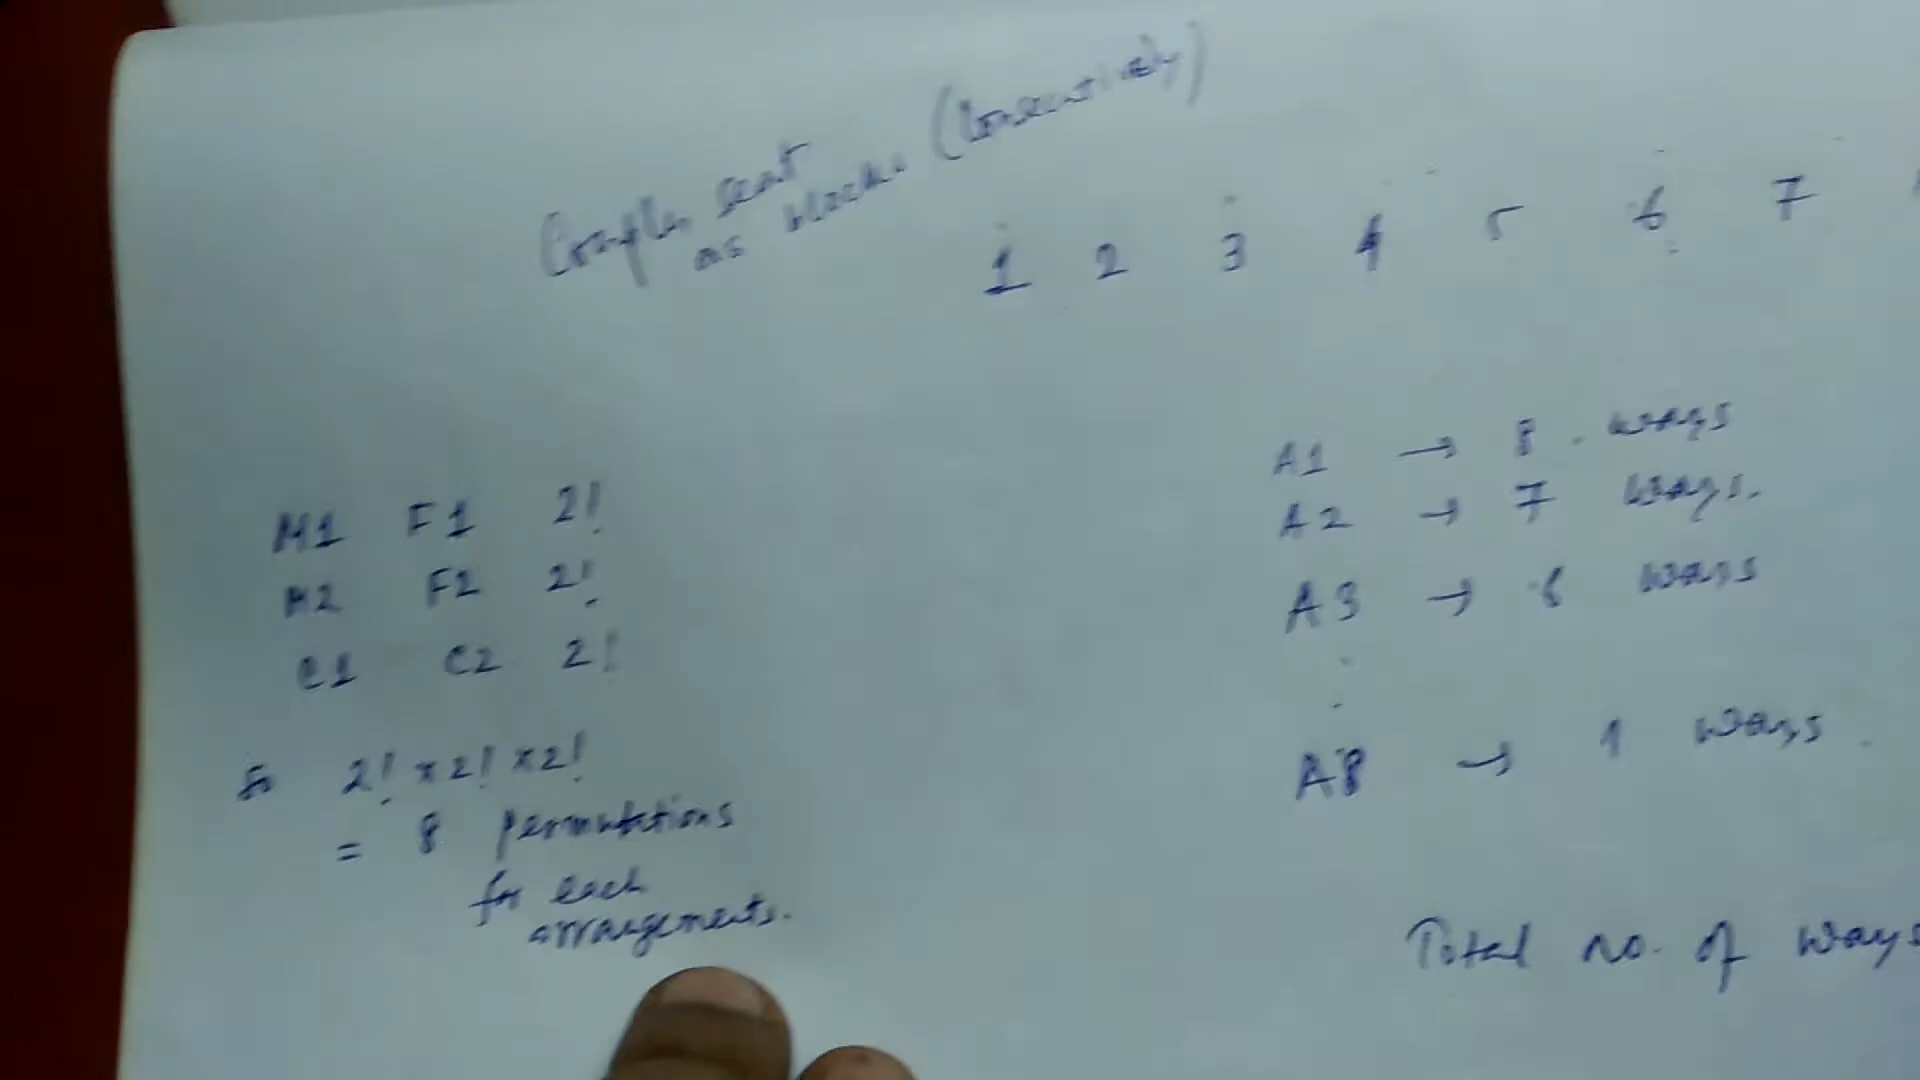 Couples seat
as blocks (Consecutively)
1 2 3 4 5 6 7
M1 F1 2!
M2 F2 2!
C1 C2 2!
So 2! x 2! x 2!
= 8 permutations
for each
arrangements.
A1 → 8 ways
A2 → 7 ways.
A3 → 6 ways
A8 → 1 ways.
Total no. of ways